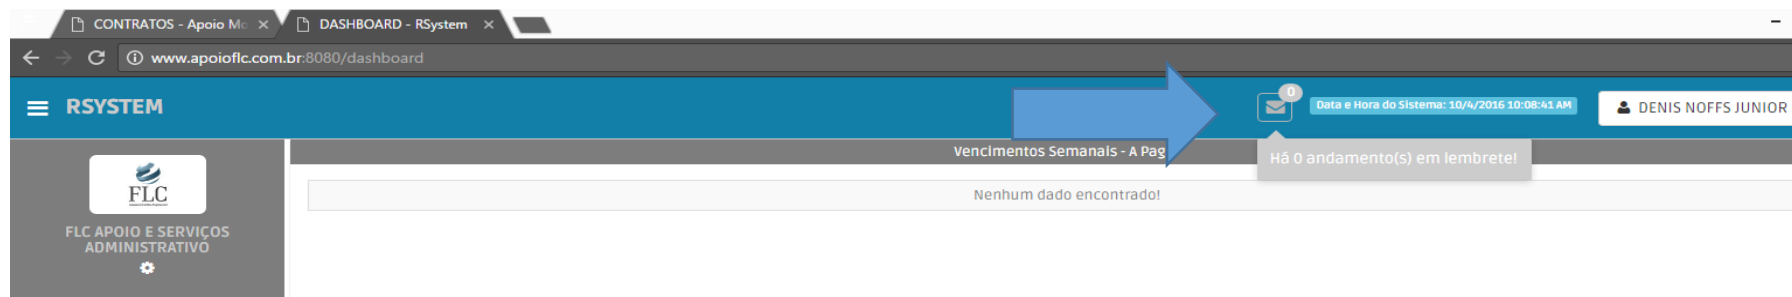 CONTRATOS - Apoio Mo
DASHBOARD - RSystem
www.apoioflc.com.br:8080/dashboard
RSYSTEM
0
Data e Hora do Sistema: 10/4/2016 10:08:41 AM
DENIS NOFFS JUNIOR
Vencimentos Semanais - A Pag
Há 0 andamento(s) em lembrete!
FLC
Nenhum dado encontrado!
FLC APOIO E SERVIÇOS
ADMINISTRATIVO